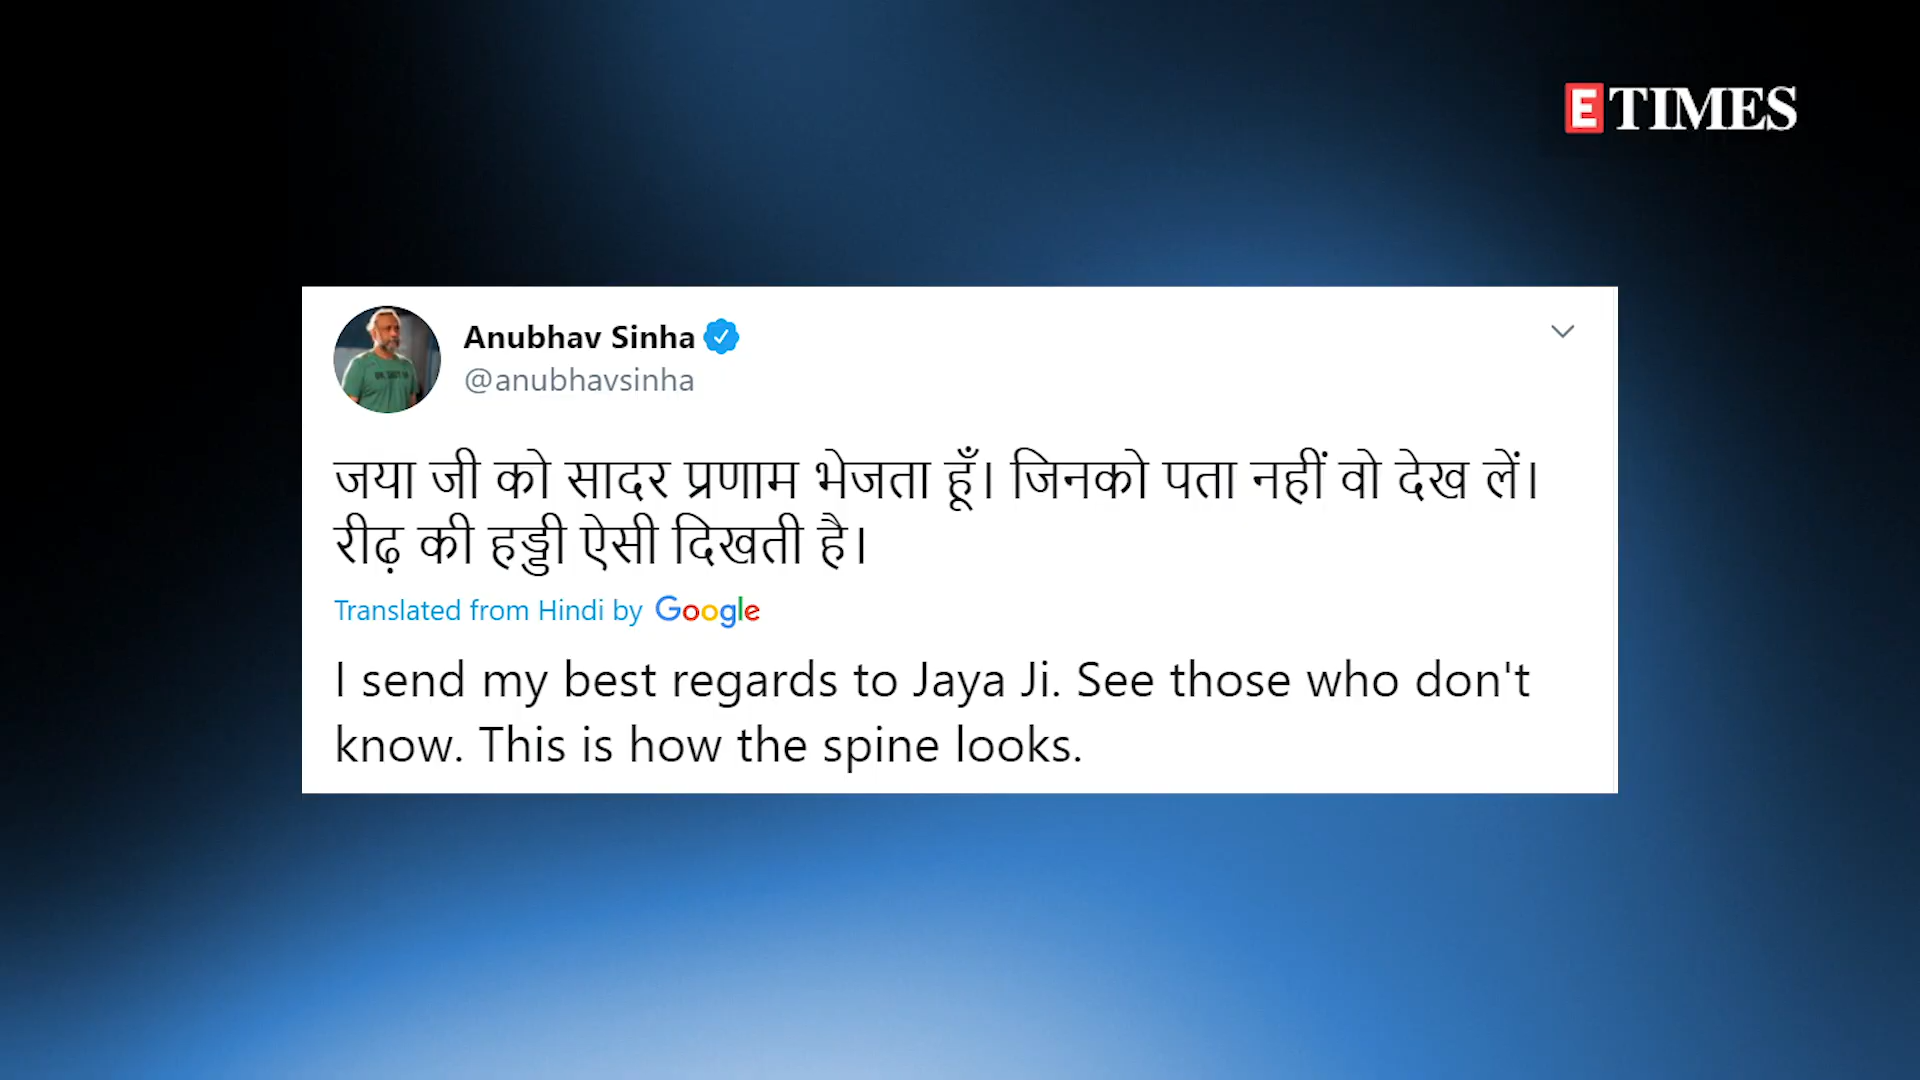 E TIMES
Anubhav Sinha
@anubhavsinha
जया जी को सादर प्रणाम भेजता हूँ। जिनको पता नहीं वो देख लें।
रीढ़ की हड्डी ऐसी दिखती है।
Translated from Hindi by Google
I send my best regards to Jaya Ji. See those who don't
know. This is how the spine looks.